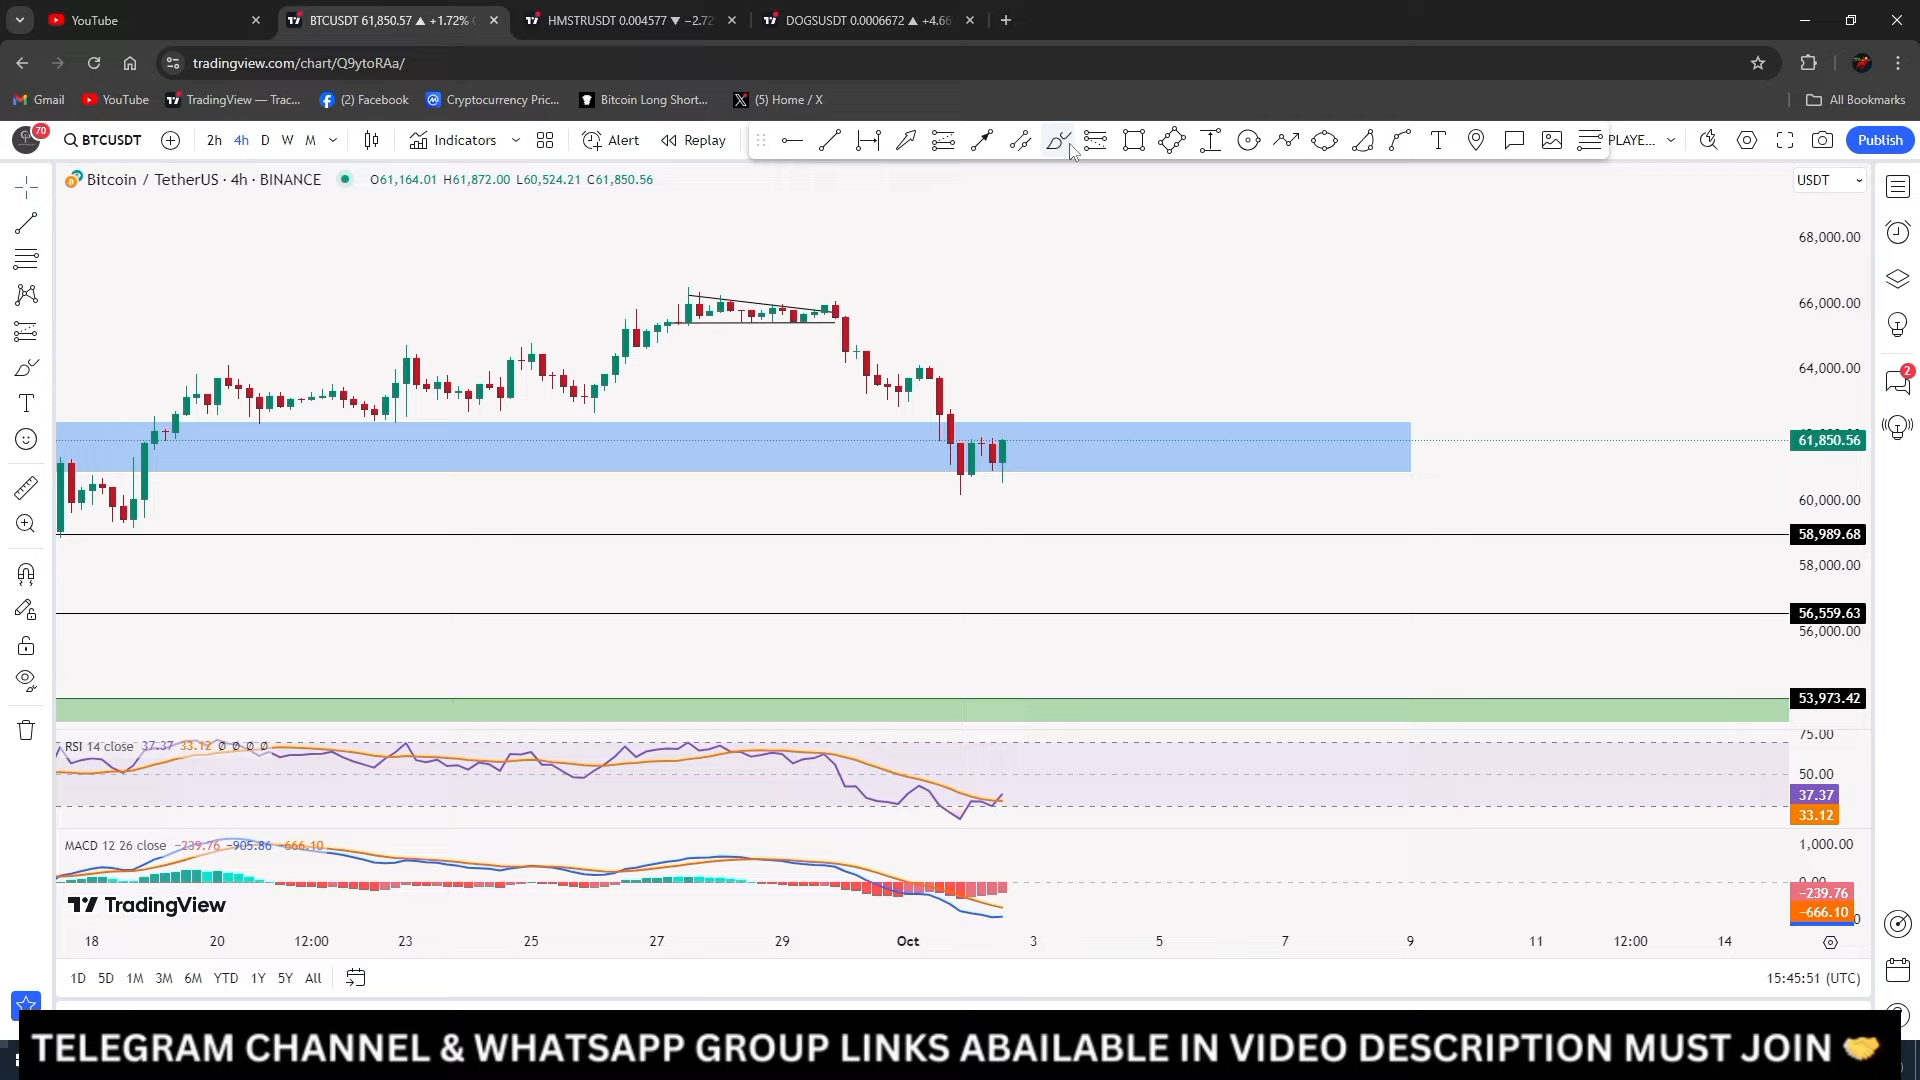 YouTube
BTCUSDT 61,850.57 ▲ +1.72%
HMSTRUSDT 0.004577 ▼ −2.72
DOGSUSDT 0.0006672 ▲ +4.66
tradingview.com/chart/Q9ytoRAa/
Gmail
YouTube
TradingView — Trac...
(2) Facebook
Cryptocurrency Pric...
Bitcoin Long Short...
(5) Home / X
All Bookmarks
70
BTCUSDT
2h 4h D W M
Indicators
Alert
Replay
PLAYE...
Publish
Bitcoin / TetherUS · 4h · BINANCE O61,164.01 H61,872.00 L60,524.21 C61,850.56
USDT
68,000.00
66,000.00
64,000.00
2
61,850.56
60,000.00
58,989.68
58,000.00
56,559.63
56,000.00
53,973.42
RSI 14 close 37.37 33.12 Ø Ø Ø Ø
75.00
50.00
37.37
33.12
MACD 12 26 close −239.76 −905.86 −666.10
1,000.00
0.00
−239.76
−666.10
TradingView
18 20 12:00 23 25 27 29 Oct 3 5 7 9 11 12:00 14
1D 5D 1M 3M 6M YTD 1Y 5Y All
15:45:51 (UTC)
TELEGRAM CHANNEL & WHATSAPP GROUP LINKS ABAILABLE IN VIDEO DESCRIPTION MUST JOIN 🤝